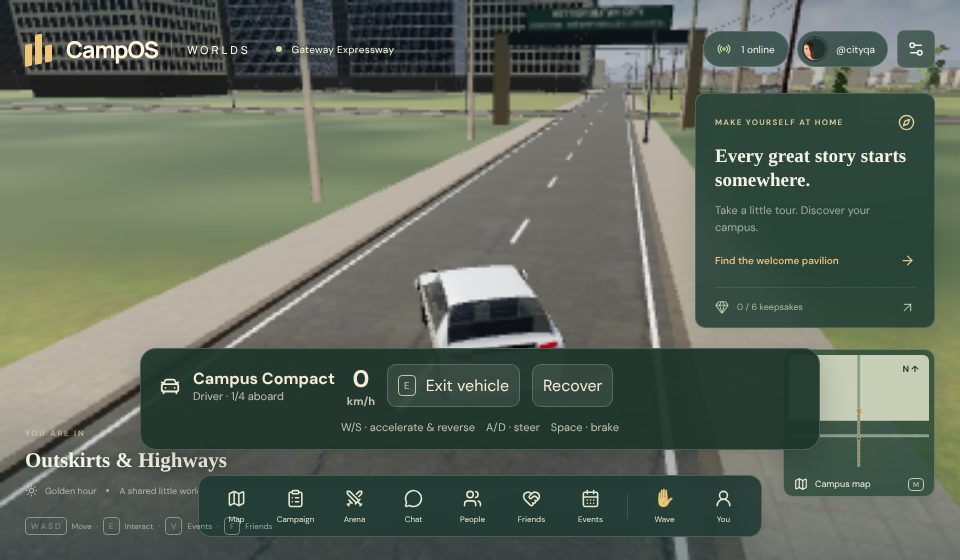 CampOS
WORLDS
Gateway Expressway
1 online
@cityqa
MAKE YOURSELF AT HOME
Every great story starts
somewhere.
Take a little tour. Discover your
campus.
Find the welcome pavilion
0 / 6 keepsakes
N
Campus map
M
Campus Compact
Driver · 1/4 aboard
0
km/h
E
Exit vehicle
Recover
W/S · accelerate & reverse
A/D · steer
Space · brake
YOU ARE IN
Outskirts & Highways
Golden hour
A shared little
WASD
Move
E
Interact
V
Events
F
Friends
Map
Campaign
Arena
Chat
People
Friends
Events
Wave
You